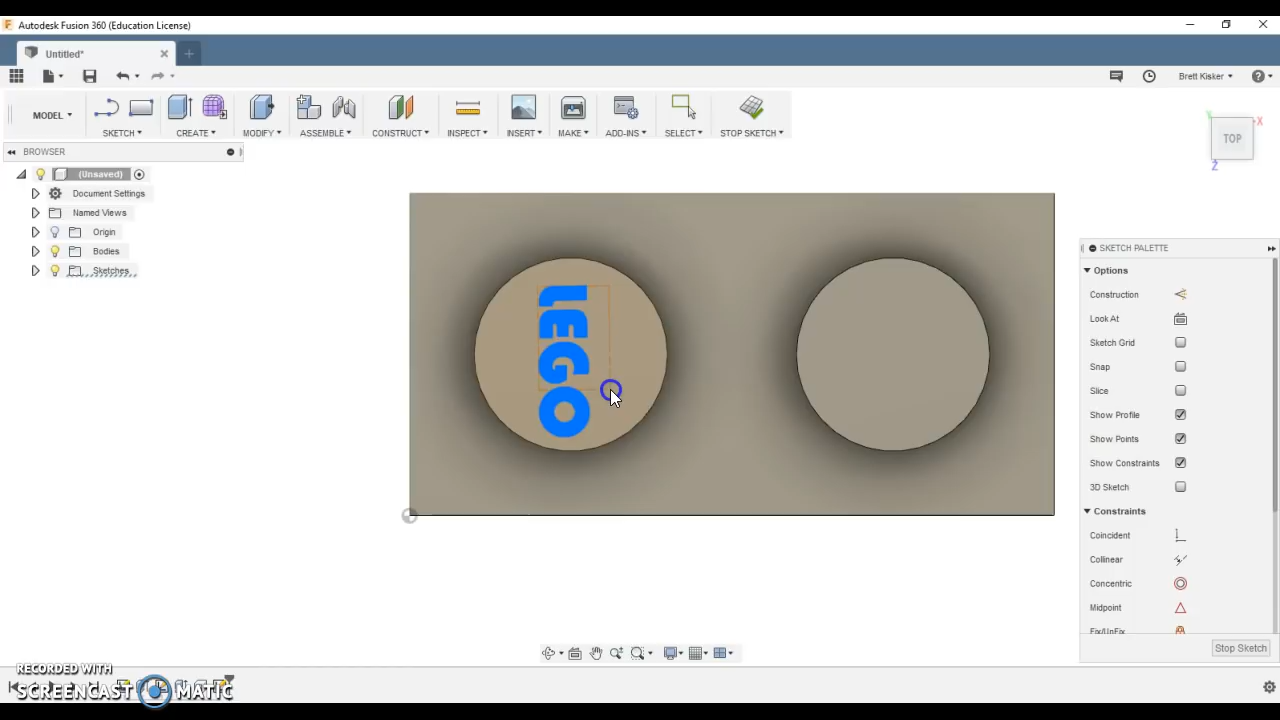 Autodesk Fusion 360 (Education License)
Untitled*
Brett Kisker
MODEL
SKETCH
CREATE
MODIFY
ASSEMBLE
CONSTRUCT
INSPECT
INSERT
MAKE
ADD-INS
SELECT
STOP SKETCH
BROWSER
(Unsaved)
Document Settings
Named Views
Origin
Bodies
Sketches
X
Y
Z
TOP
LEGO
SKETCH PALETTE
Options
Construction
Look At
Sketch Grid
Snap
Slice
Show Profile
Show Points
Show Constraints
3D Sketch
Constraints
Coincident
Collinear
Concentric
Midpoint
Fix/UnFix
Stop Sketch
RECORDED WITH
SCREENCAST MATIC